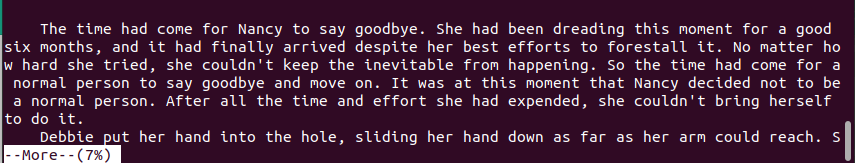 The time had come for Nancy to say goodbye. She had been dreading this moment for a good
six months, and it had finally arrived despite her best efforts to forestall it. No matter ho
w hard she tried, she couldn't keep the inevitable from happening. So the time had come for a
 normal person to say goodbye and move on. It was at this moment that Nancy decided not to be
 a normal person. After all the time and effort she had expended, she couldn't bring herself
to do it.
    Debbie put her hand into the hole, sliding her hand down as far as her arm could reach. S
--More--(7%)